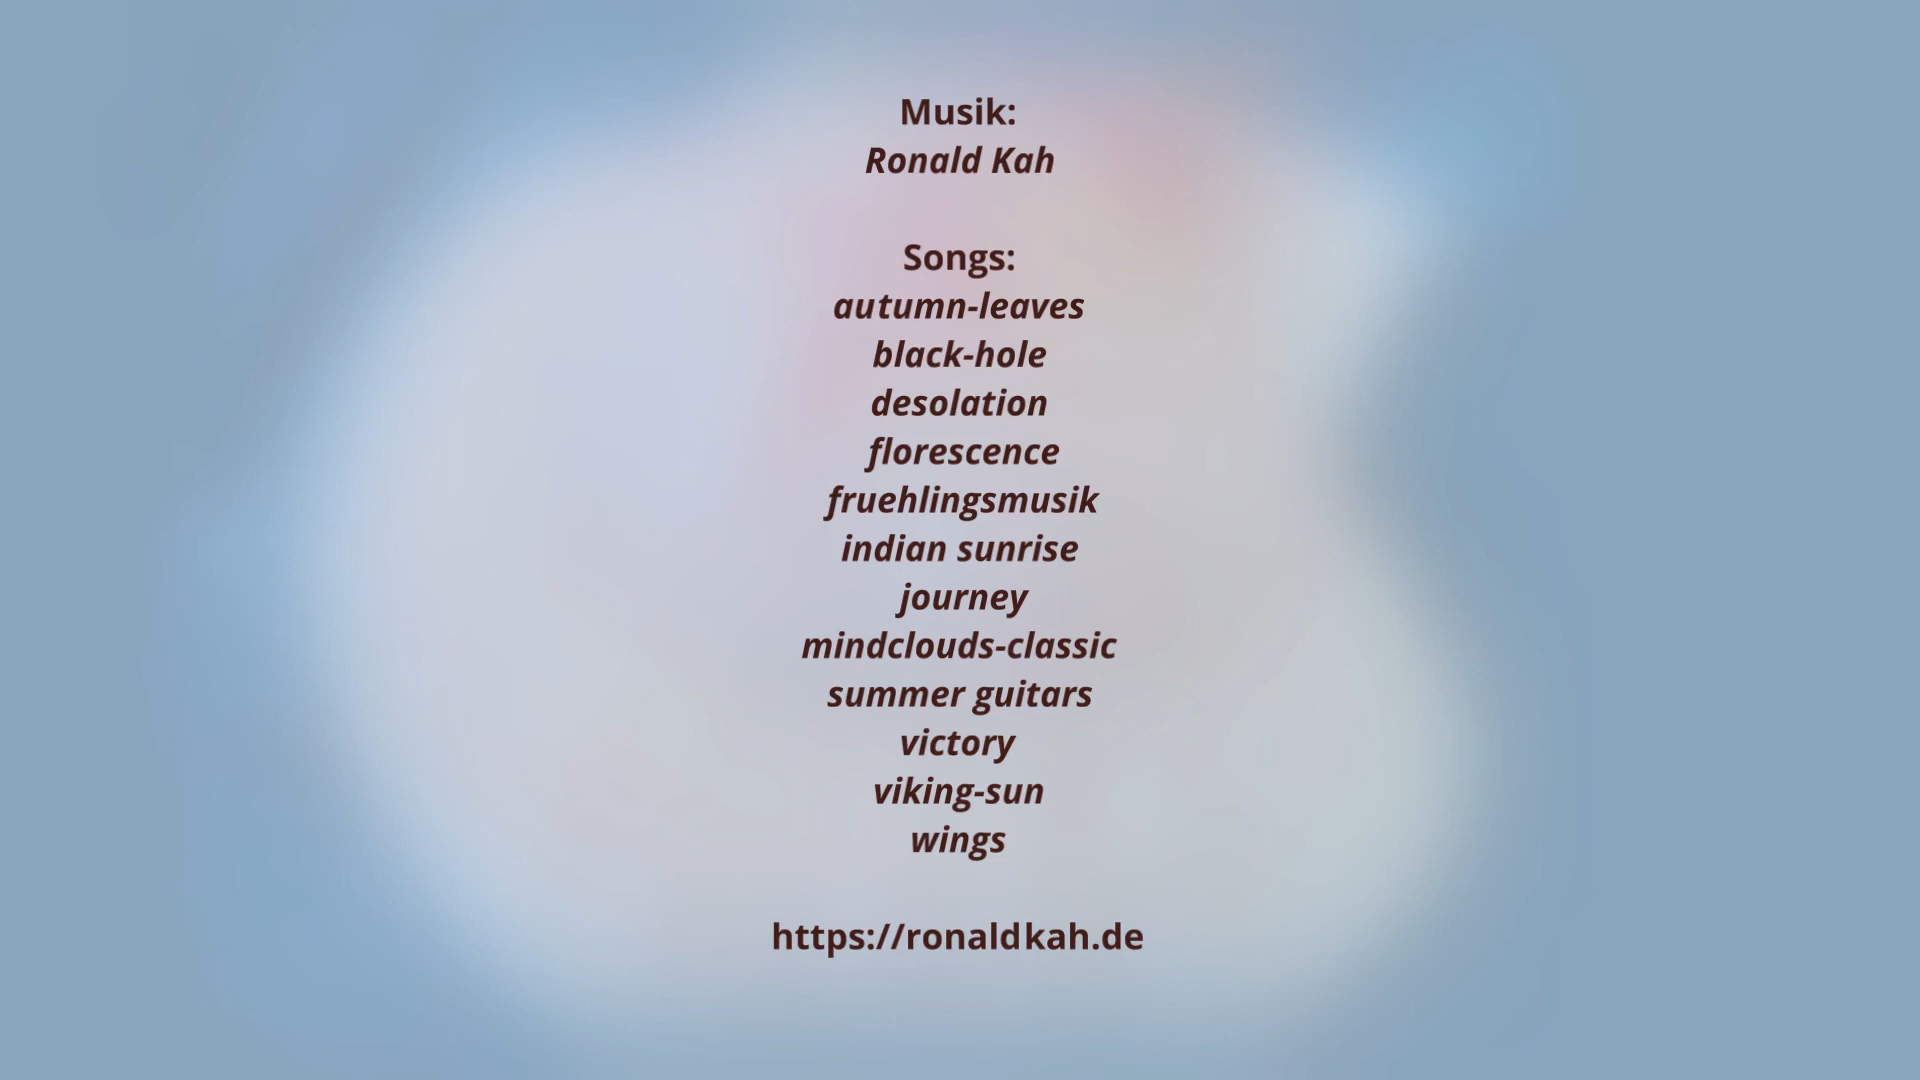 Musik:
Ronald Kah
Songs:
autumn-leaves
black-hole
desolation
florescence
fruehlingsmusik
indian sunrise
journey
mindclouds-classic
summer guitars
victory
viking-sun
wings
https://ronaldkah.de